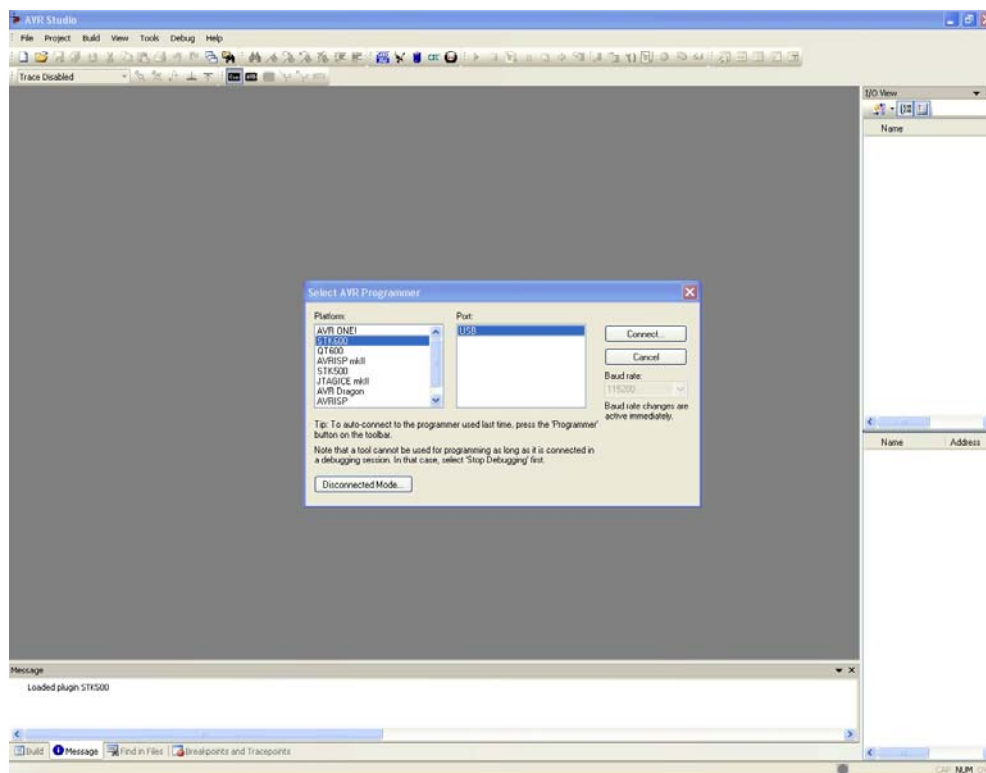 AVR Studio
File Project Build View Tools Debug Help
Trace Disabled
I/O View
Name
Select AVR Programmer
Platform:
Port:
AVR ONE!
STK600
QT600
AVRISP mkII
STK500
JTAGICE mkII
AVR Dragon
AVRISP
USB
Connect...
Cancel
Baud rate:
115200
Baud rate changes are
active immediately.
Tip: To auto-connect to the programmer used last time, press the 'Programmer'
button on the toolbar.
Note that a tool cannot be used for programming as long as it is connected in
a debugging session. In that case, select 'Stop Debugging' first.
Disconnected Mode...
Name Address
Message
Loaded plugin STK500
Build Message Find in Files Breakpoints and Tracepoints
CAP NUM